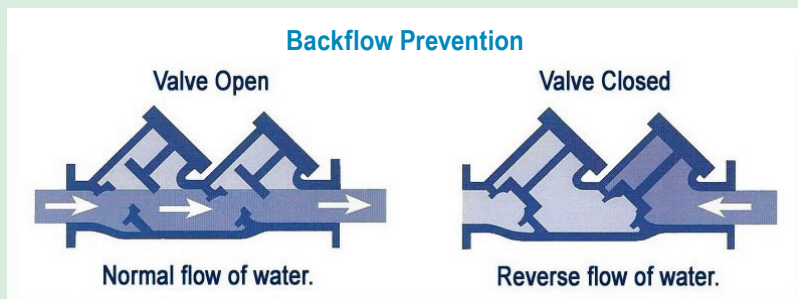 Backflow Prevention
Valve Open
Valve Closed
Normal flow of water.
Reverse flow of water.